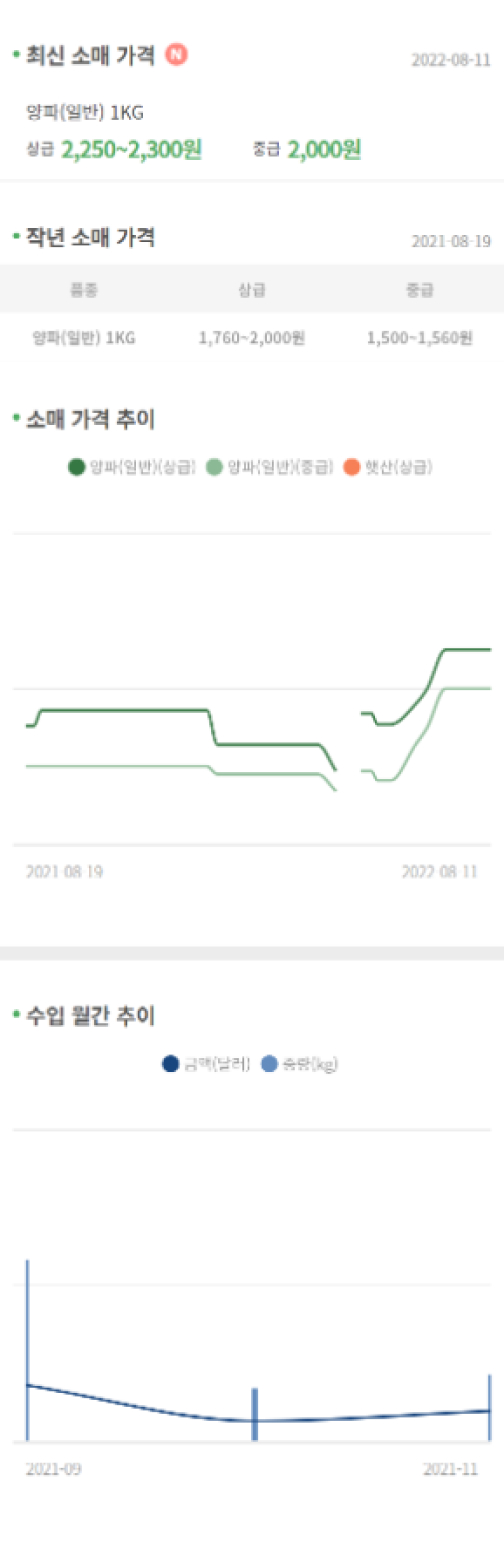 • 최신 소매 가격 N 2022-08-11
양파(일반) 1KG
상급 2,250~2,300원 중급 2,000원
• 작년 소매 가격 2021-08-19
품종 상급 중급
양파(일반) 1KG 1,760~2,000원 1,500~1,560원
• 소매 가격 추이
양파(일반)(상급) 양파(일반)(중급) 햇산(상급)
2021-08-19 2022-08-11
• 수입 월간 추이
금액(달러) 중량(kg)
2021-09 2021-11